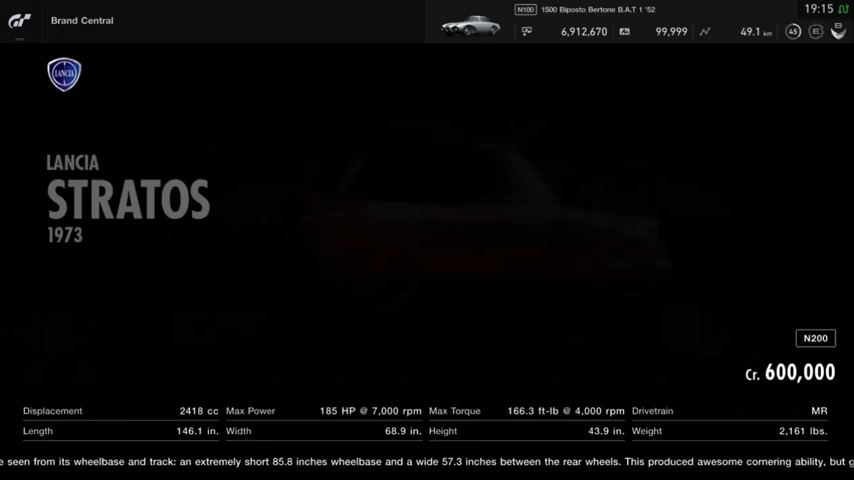 N100 1500 Biposto Bertone B.A.T 1 '52
19:15
Brand Central
6,912,670
99,999
49.1 km
45
E
B
LANCIA
LANCIA
STRATOS
1973
N200
Cr. 600,000
Displacement 2418 cc Max Power 185 HP @ 7,000 rpm Max Torque 166.3 ft-lb @ 4,000 rpm Drivetrain MR
Length 146.1 in. Width 68.9 in. Height 43.9 in. Weight 2,161 lbs.
e seen from its wheelbase and track: an extremely short 85.8 inches wheelbase and a wide 57.3 inches between the rear wheels. This produced awesome cornering ability, but g